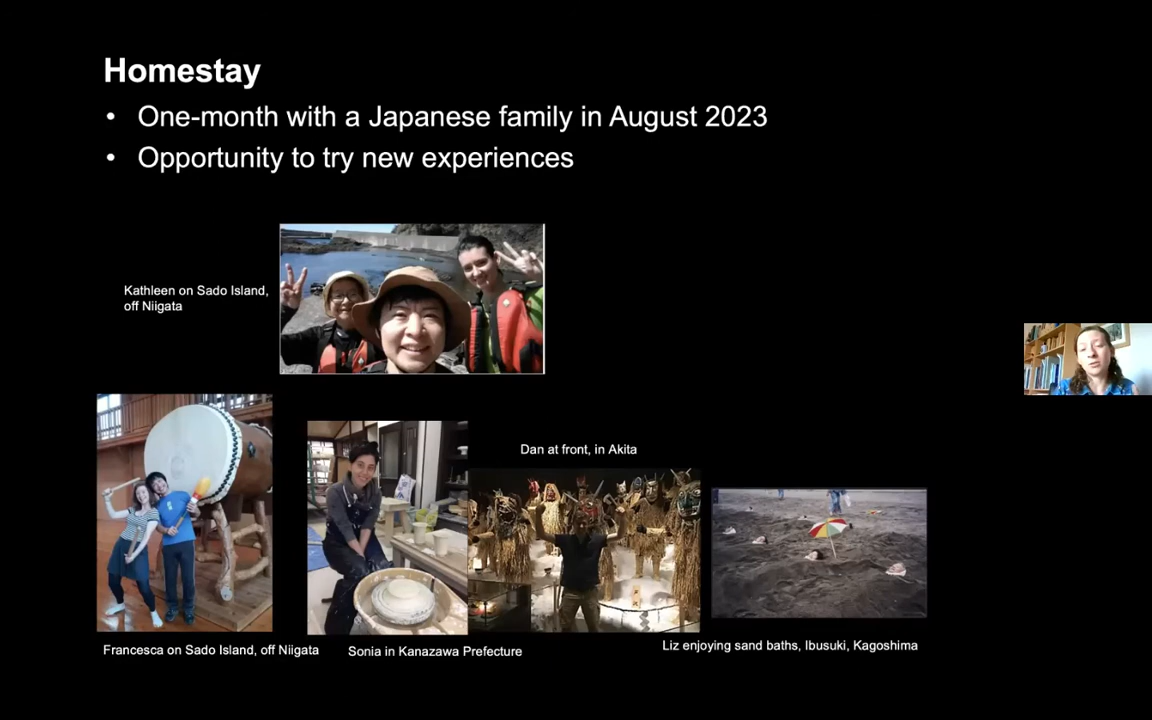 Homestay
• One-month with a Japanese family in August 2023
• Opportunity to try new experiences
Kathleen on Sado Island,
off Niigata
Dan at front, in Akita
Francesca on Sado Island, off Niigata
Sonia in Kanazawa Prefecture
Liz enjoying sand baths, Ibusuki, Kagoshima